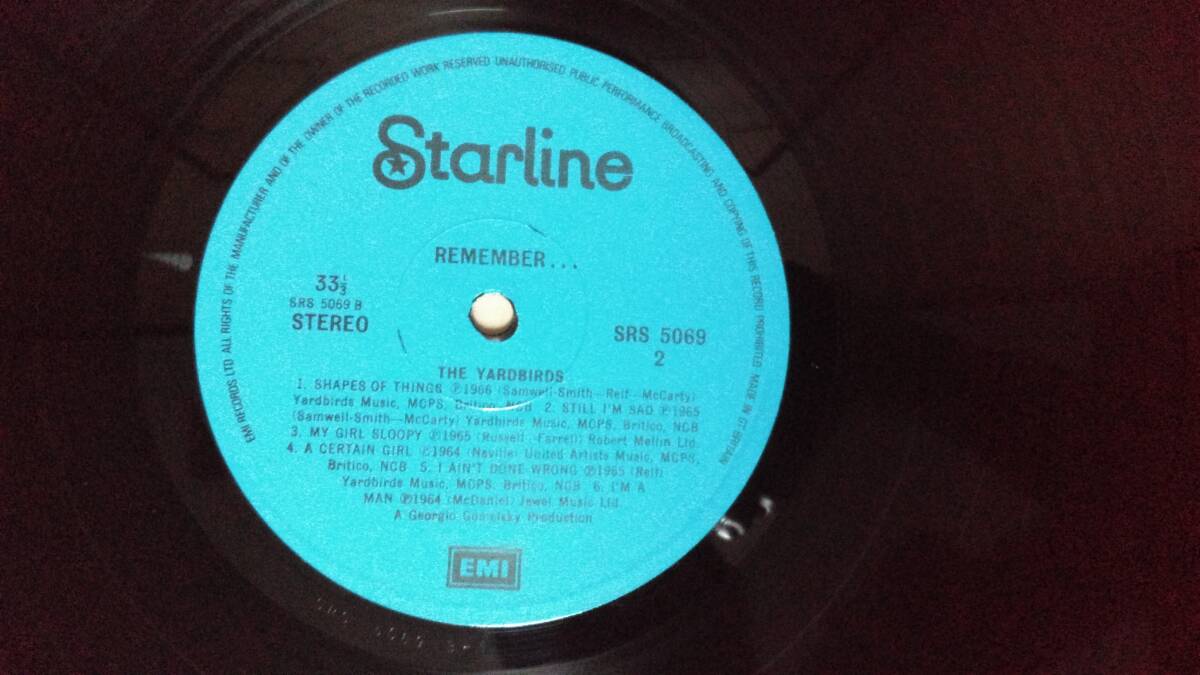 EMI RECORDS LTD ALL RIGHTS OF THE MANUFACTURER AND OF THE OWNER OF THE RECORDED WORK RESERVED UNAUTHORISED PUBLIC PERFORMANCE BROADCASTING AND COPYING OF THIS RECORD PROHIBITED. MADE IN GT BRITAIN
Starline
REMEMBER...
33⅓
SRS 5069 B
STEREO
SRS 5069
2
THE YARDBIRDS
1. SHAPES OF THINGS ℗1966 (Samwell-Smith—Relf—McCarty)
Yardbirds Music, MCPS, Britico, NCB 2. STILL I'M SAD ℗1965
(Samwell-Smith—McCarty) Yardbirds Music, MCPS, Britico, NCB
3. MY GIRL SLOOPY ℗1965 (Russell - Farrell) Robert Mellin Ltd.
4. A CERTAIN GIRL ℗1964 (Naville) United Artists Music, MCPS,
Britico, NCB 5. I AIN'T DONE WRONG ℗1965 (Relf)
Yardbirds Music, MCPS, Britico, NCB 6. I'M A
MAN ℗1964 (McDaniel) Jewel Music Ltd.
A Georgio Gomelsky Production
EMI